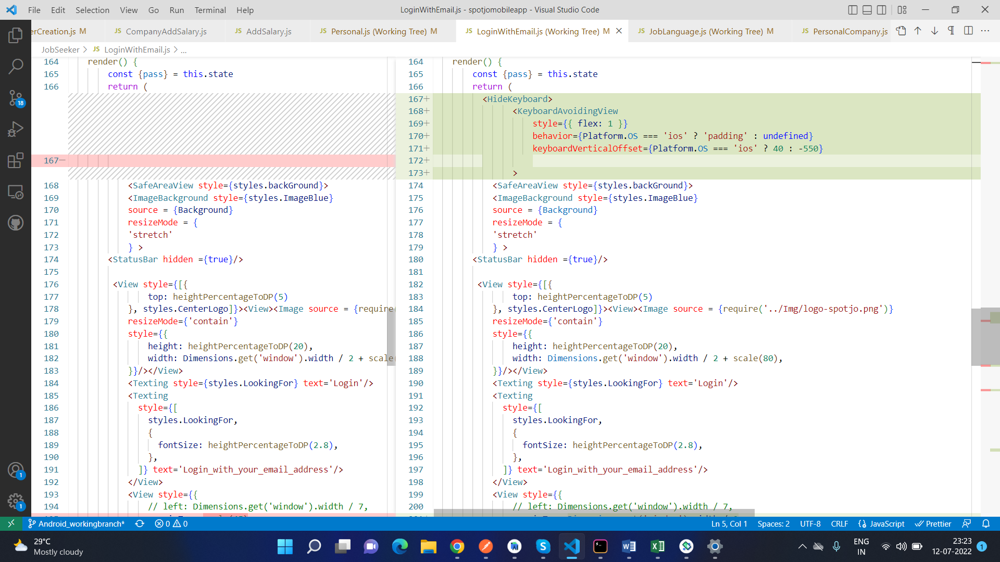 File Edit Selection View Go Run Terminal Help
LoginWithEmail.js - spotjomobileapp - Visual Studio Code
erCreation.js M
JS CompanyAddSalary.js
JS AddSalary.js
JS Personal.js (Working Tree) M
JS LoginWithEmail.js (Working Tree) M
JS JobLanguage.js (Working Tree) M
JS PersonalCompany.js
JobSeeker > JS LoginWithEmail.js > ...
164 render() {
165 const {pass} = this.state
166 return (
167—
168 <SafeAreaView style={styles.backGround}>
169 <ImageBackground style={styles.ImageBlue}
170 source = {Background}
171 resizeMode = {
172 'stretch'
173 } >
174 <StatusBar hidden ={true}/>
175
176 <View style={[{
177 top: heightPercentageToDP(5)
178 }, styles.CenterLogo]}><View><Image source = {require(
179 resizeMode={'contain'}
180 style={{
181 height: heightPercentageToDP(20),
182 width: Dimensions.get('window').width / 2 + scale(
183 }}/></View>
184 <Texting style={styles.LookingFor} text='Login'/>
185 <Texting
186 style={[
187 styles.LookingFor,
188 {
189 fontSize: heightPercentageToDP(2.8),
190 },
191 ]} text='Login_with_your_email_address'/>
192 </View>
193 <View style={{
194 // left: Dimensions.get('window').width / 7,
164 render() {
165 const {pass} = this.state
166 return (
167+ <HideKeyboard>
168+ <KeyboardAvoidingView
169+ style={{ flex: 1 }}
170+ behavior={Platform.OS === 'ios' ? 'padding' : undefined}
171+ keyboardVerticalOffset={Platform.OS === 'ios' ? 40 : -550}
172+
173+ >
174 <SafeAreaView style={styles.backGround}>
175 <ImageBackground style={styles.ImageBlue}
176 source = {Background}
177 resizeMode = {
178 'stretch'
179 } >
180 <StatusBar hidden ={true}/>
181
182 <View style={[{
183 top: heightPercentageToDP(5)
184 }, styles.CenterLogo]}><View><Image source = {require('../Img/logo-spotjo.png')}
185 resizeMode={'contain'}
186 style={{
187 height: heightPercentageToDP(20),
188 width: Dimensions.get('window').width / 2 + scale(80),
189 }}/></View>
190 <Texting style={styles.LookingFor} text='Login'/>
191 <Texting
192 style={[
193 styles.LookingFor,
194 {
195 fontSize: heightPercentageToDP(2.8),
196 },
197 ]} text='Login_with_your_email_address'/>
198 </View>
199 <View style={{
200 // left: Dimensions.get('window').width / 7,
18
1
1
Android_workingbranch* 0 0
Ln 5, Col 1 Spaces: 2 UTF-8 CRLF {} JavaScript Prettier
29°C
Mostly cloudy
ENG
IN
23:23
12-07-2022
1